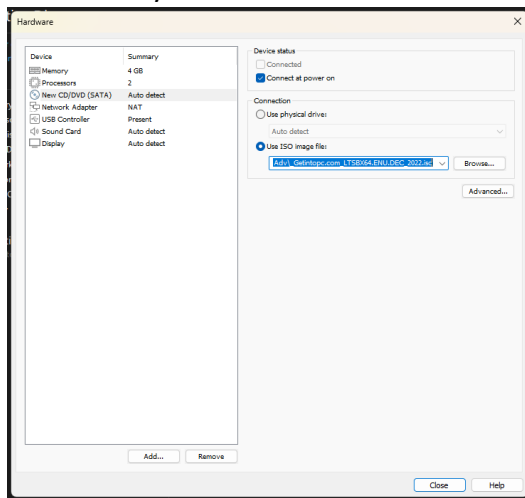 Hardware
Device Summary
Memory 4 GB
Processors 2
New CD/DVD (SATA) Auto detect
Network Adapter NAT
USB Controller Present
Sound Card Auto detect
Display Auto detect
Add... Remove
Device status
Connected
Connect at power on
Connection
Use physical drive:
Auto detect
Use ISO image file:
Adv\_Getintopc.com_LTSBX64.ENU.DEC_2022.iso Browse...
Advanced...
Close Help